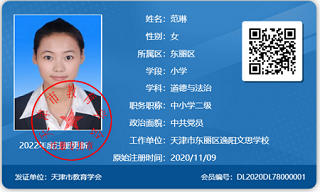 姓名：范琳
性别：女
所属区：东丽区
学段：小学
学科：道德与法治
职务职称：中小学二级
政治面貌：中共党员
工作单位：天津市东丽区逸阳文思学校
原始注册时间：2020/11/09
2022年的注册更新
发证单位：天津市教育学会
会员编号：DL2020DL78000001